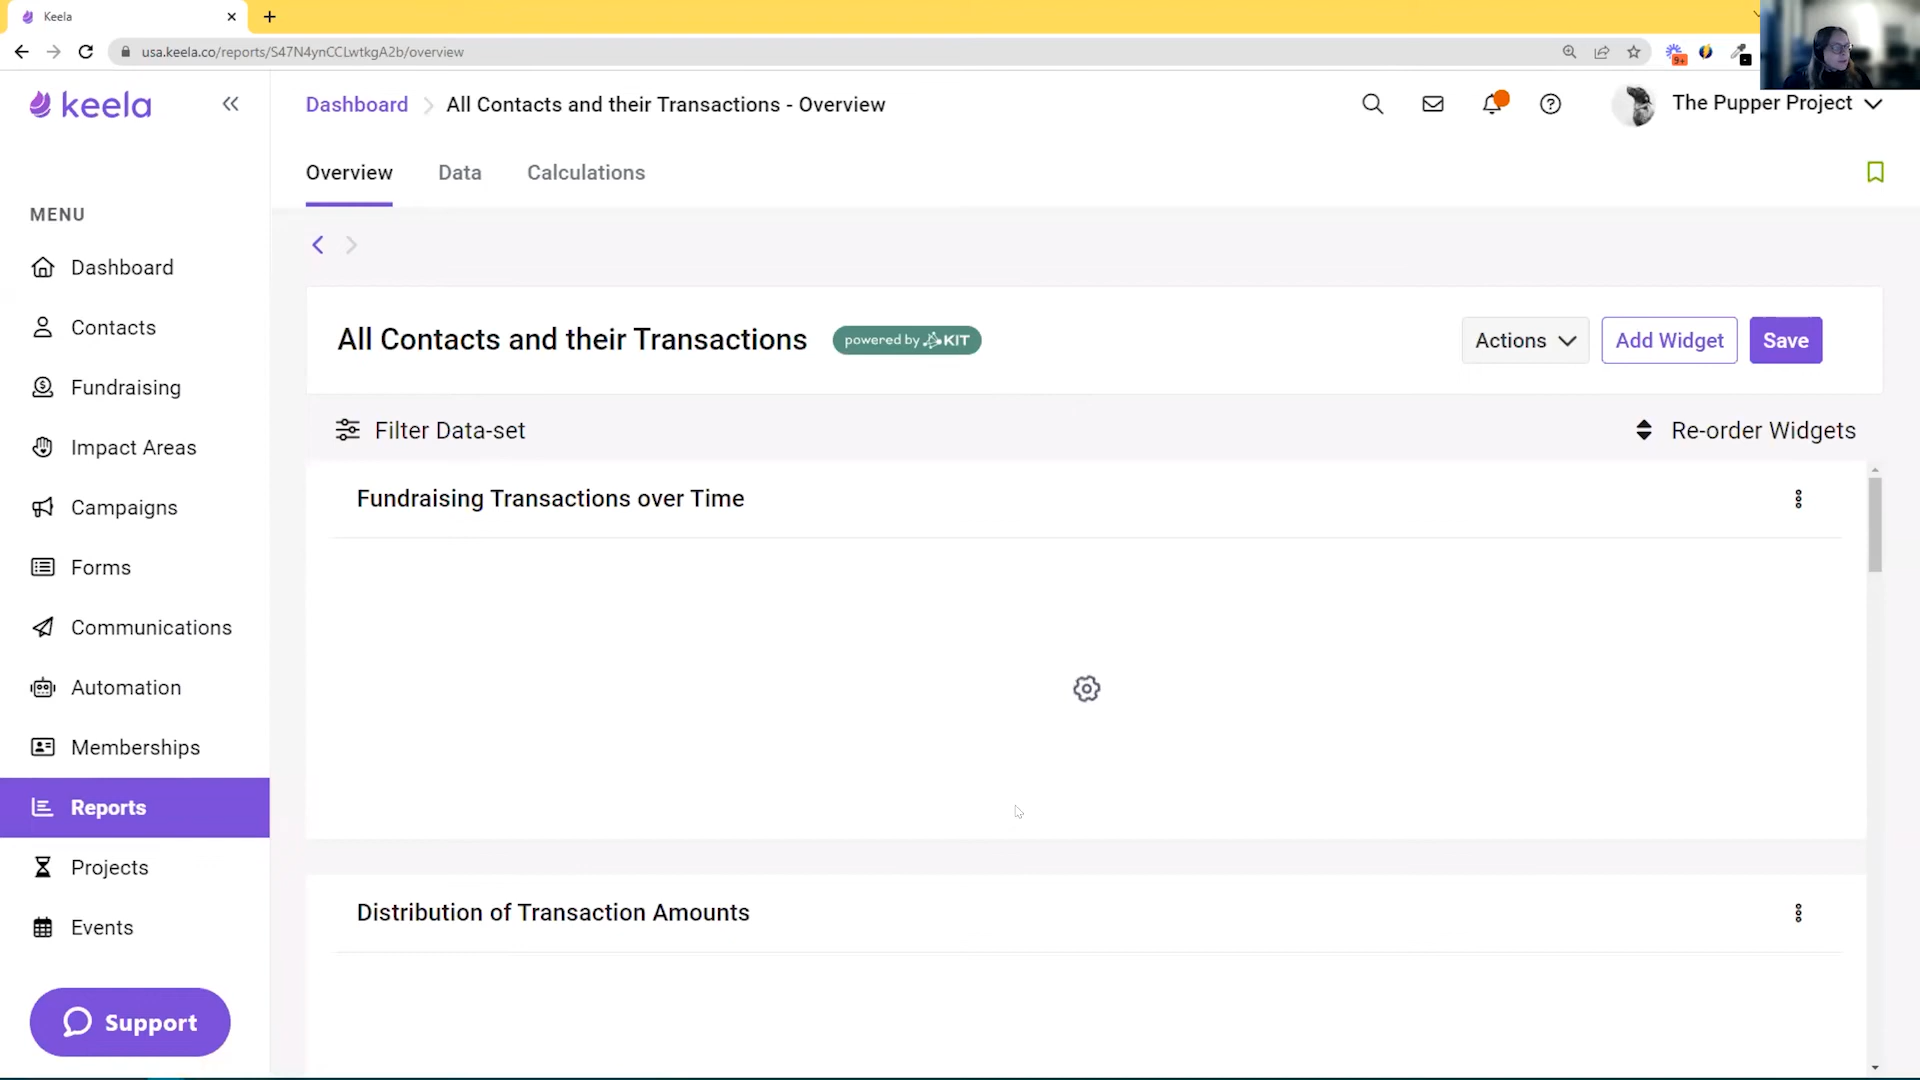 Keela
usa.keela.co/reports/S47N4ynCCLwtkgA2b/overview
9+
keela
Dashboard
All Contacts and their Transactions - Overview
The Pupper Project
Overview
Data
Calculations
MENU
Dashboard
Contacts
Fundraising
Impact Areas
Campaigns
Forms
Communications
Automation
Memberships
Reports
Projects
Events
Support
All Contacts and their Transactions
powered by KIT
Actions
Add Widget
Save
Filter Data-set
Re-order Widgets
Fundraising Transactions over Time
Distribution of Transaction Amounts